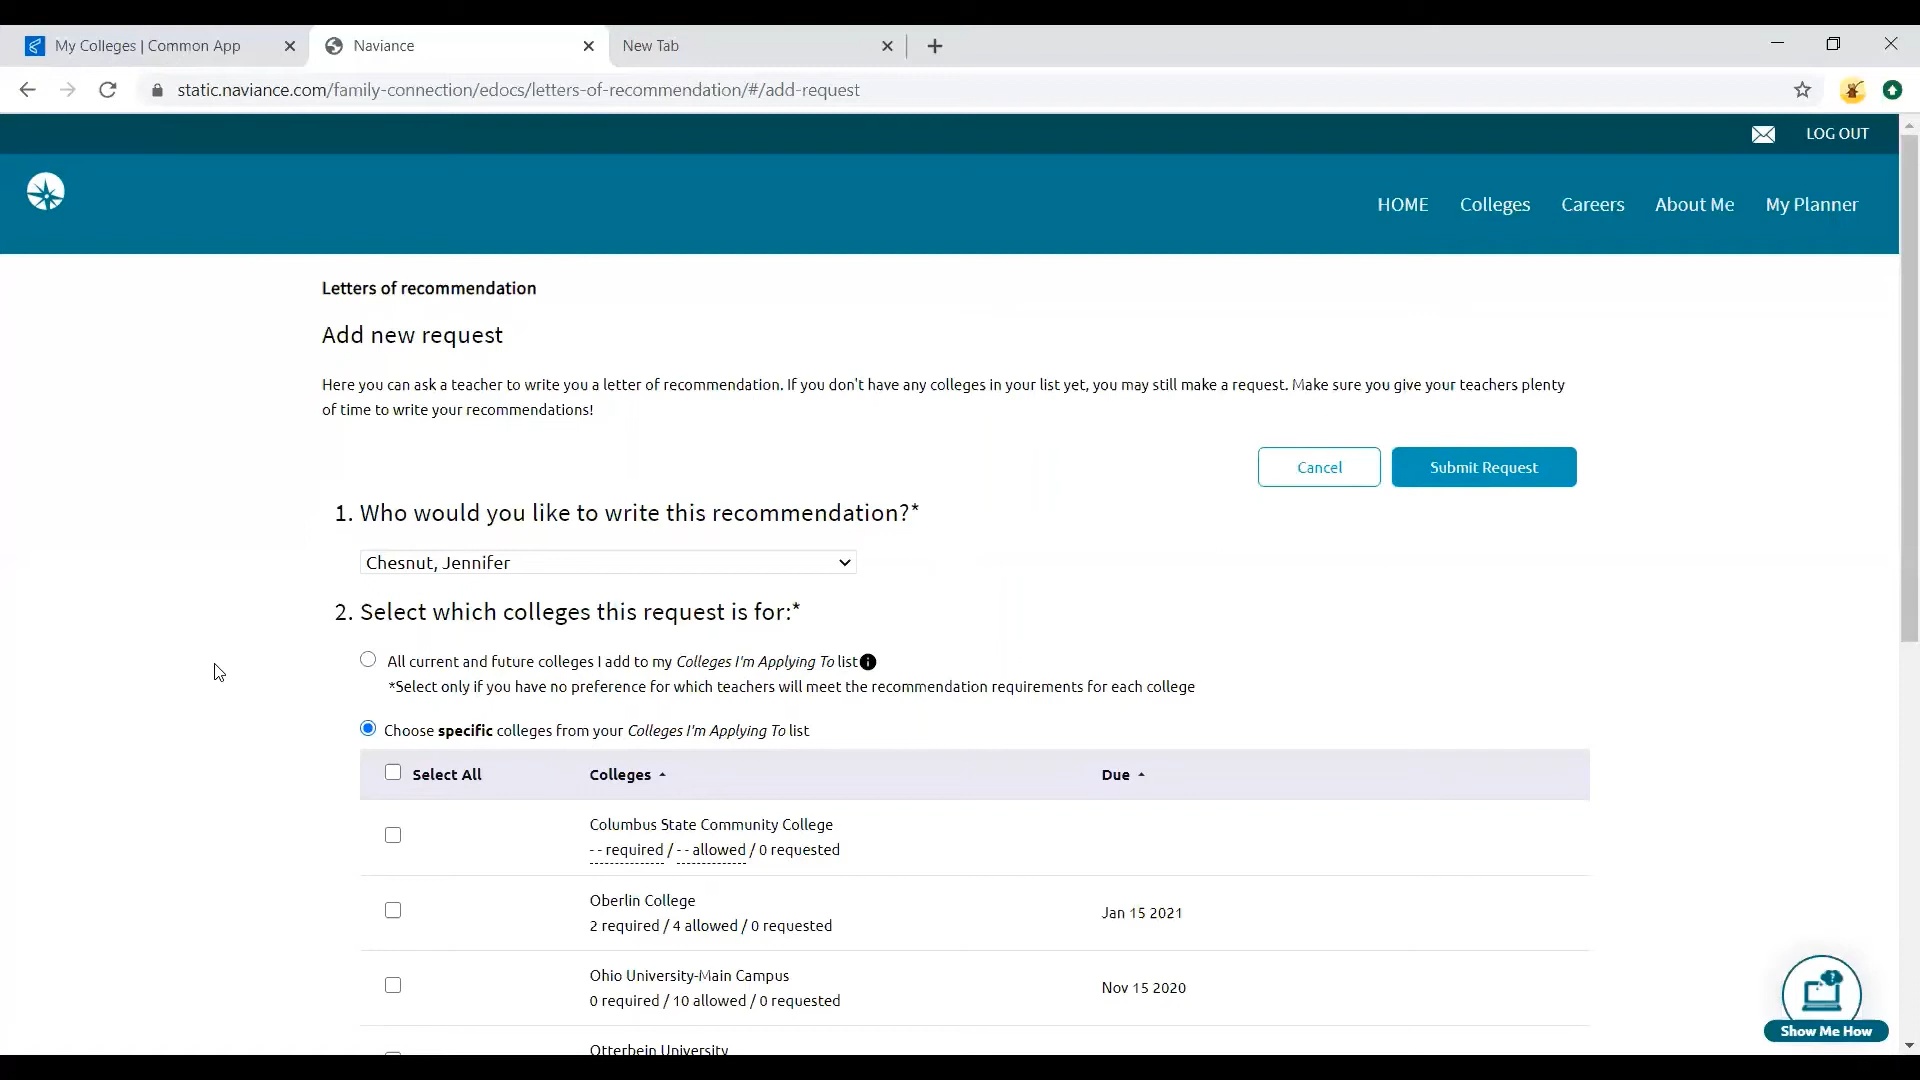 My Colleges | Common App
Naviance
New Tab
static.naviance.com/family-connection/edocs/letters-of-recommendation/#/add-request
LOG OUT
HOME
Colleges
Careers
About Me
My Planner
Letters of recommendation
Add new request
Here you can ask a teacher to write you a letter of recommendation. If you don't have any colleges in your list yet, you may still make a request. Make sure you give your teachers plenty
of time to write your recommendations!
Cancel
Submit Request
1. Who would you like to write this recommendation?*
Chesnut, Jennifer
2. Select which colleges this request is for:*
All current and future colleges I add to my Colleges I'm Applying To list
*Select only if you have no preference for which teachers will meet the recommendation requirements for each college
Choose specific colleges from your Colleges I'm Applying To list
Select All
Colleges
Due
Columbus State Community College
- - required / - - allowed / 0 requested
Oberlin College
2 required / 4 allowed / 0 requested
Jan 15 2021
Ohio University-Main Campus
0 required / 10 allowed / 0 requested
Nov 15 2020
Otterbein University
Show Me How